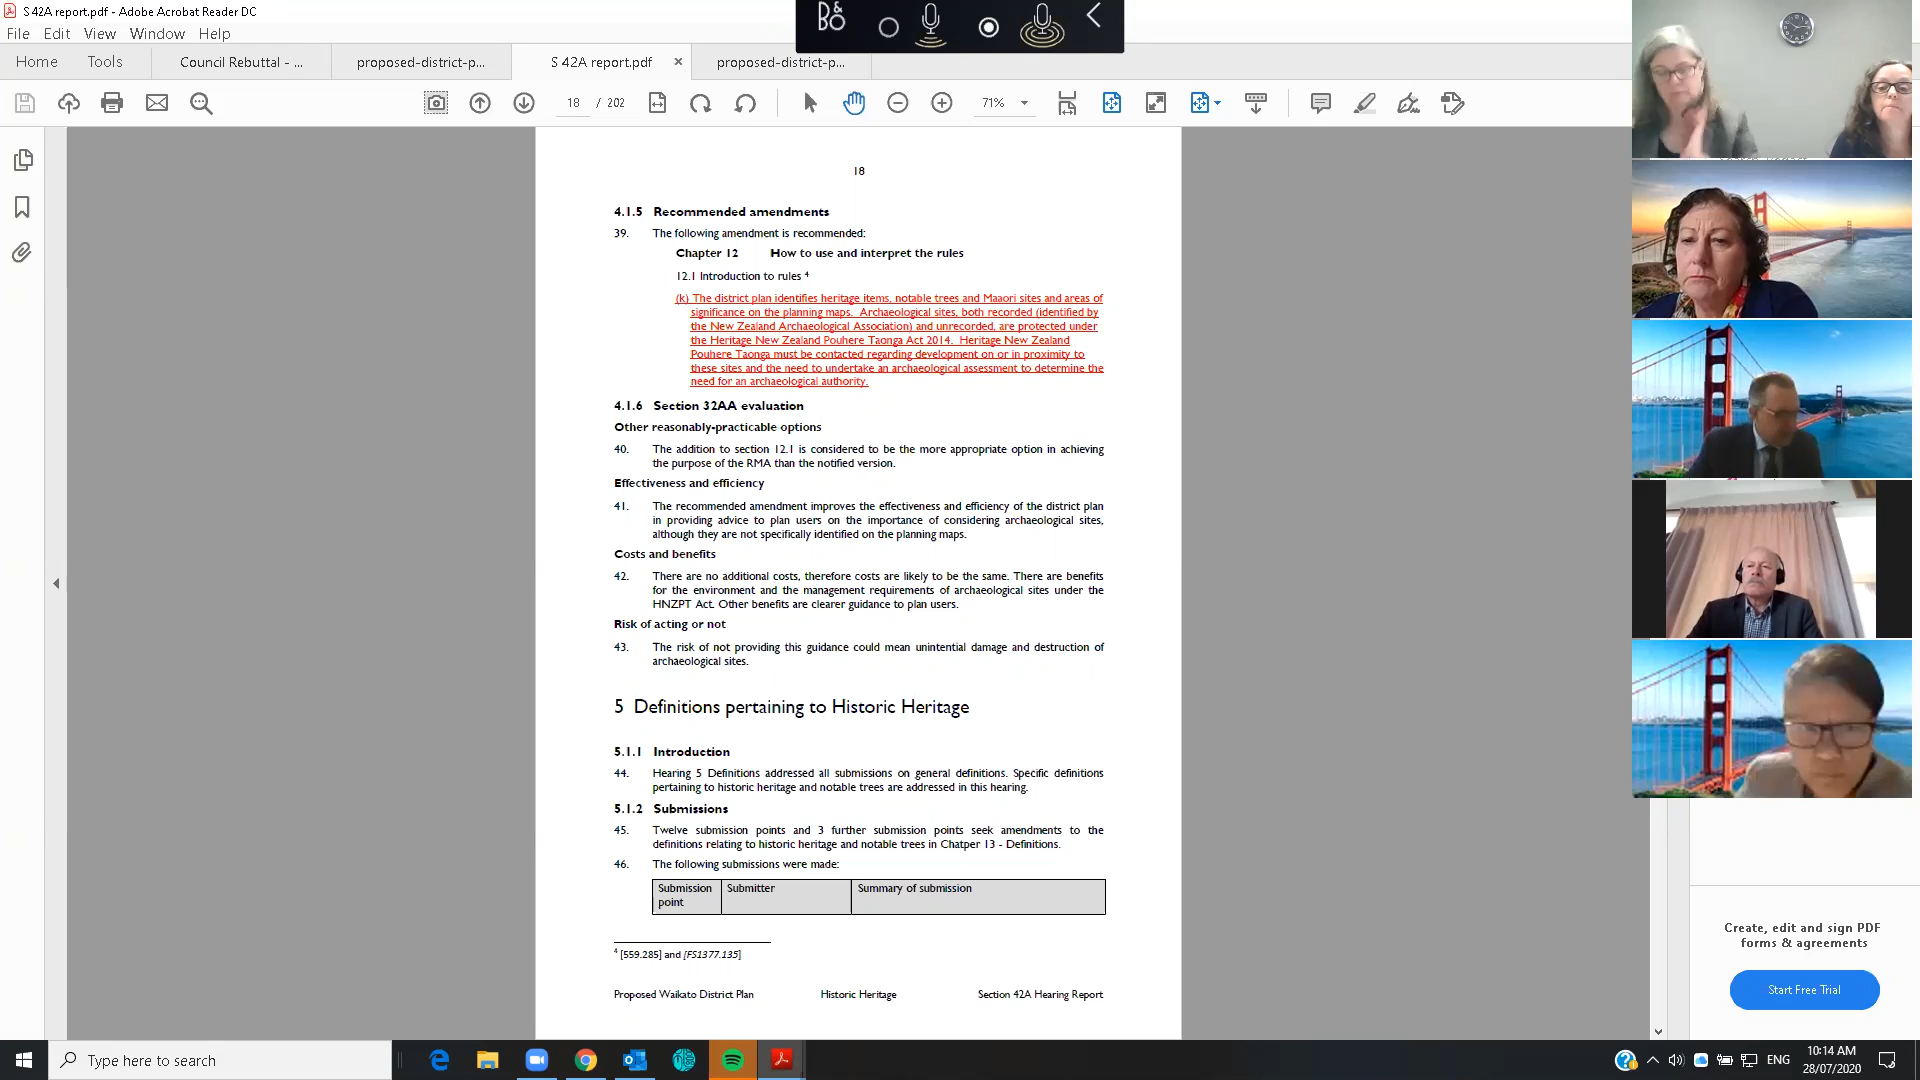 S 42A report.pdf - Adobe Acrobat Reader DC
File Edit View Window Help
Home Tools Council Rebuttal - ... proposed-district-p... S 42A report.pdf × proposed-district-p...
18 / 202 71%
B&O
18
4.1.5 Recommended amendments
39. The following amendment is recommended:
Chapter 12 How to use and interpret the rules
12.1 Introduction to rules 4
(k) The district plan identifies heritage items, notable trees and Maaori sites and areas of
significance on the planning maps. Archaeological sites, both recorded (identified by
the New Zealand Archaeological Association) and unrecorded, are protected under
the Heritage New Zealand Pouhere Taonga Act 2014. Heritage New Zealand
Pouhere Taonga must be contacted regarding development on or in proximity to
these sites and the need to undertake an archaeological assessment to determine the
need for an archaeological authority.
4.1.6 Section 32AA evaluation
Other reasonably-practicable options
40. The addition to section 12.1 is considered to be the more appropriate option in achieving
the purpose of the RMA than the notified version.
Effectiveness and efficiency
41. The recommended amendment improves the effectiveness and efficiency of the district plan
in providing advice to plan users on the importance of considering archaeological sites,
although they are not specifically identified on the planning maps.
Costs and benefits
42. There are no additional costs, therefore costs are likely to be the same. There are benefits
for the environment and the management requirements of archaeological sites under the
HNZPT Act. Other benefits are clearer guidance to plan users.
Risk of acting or not
43. The risk of not providing this guidance could mean unintential damage and destruction of
archaeological sites.
5 Definitions pertaining to Historic Heritage
5.1.1 Introduction
44. Hearing 5 Definitions addressed all submissions on general definitions. Specific definitions
pertaining to historic heritage and notable trees are addressed in this hearing.
5.1.2 Submissions
45. Twelve submission points and 3 further submission points seek amendments to the
definitions relating to historic heritage and notable trees in Chatper 13 - Definitions.
46. The following submissions were made:
Submission Submitter Summary of submission
point
4 [559.285] and [FS1377.135]
Proposed Waikato District Plan Historic Heritage Section 42A Hearing Report
Create, edit and sign PDF
forms & agreements
Start Free Trial
Type here to search
ENG
10:14 AM
28/07/2020